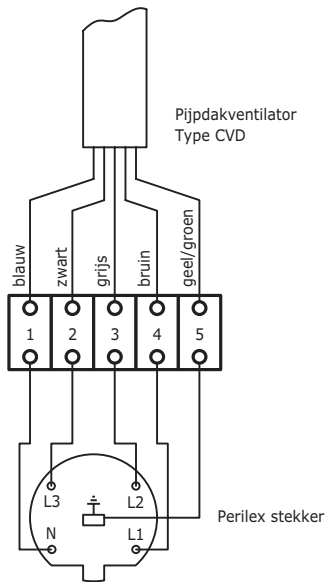 Pijpdakventilator
Type CVD
blauw
zwart
grijs
bruin
geel/groen
1 2 3 4 5
L3 L2
N L1
Perilex stekker